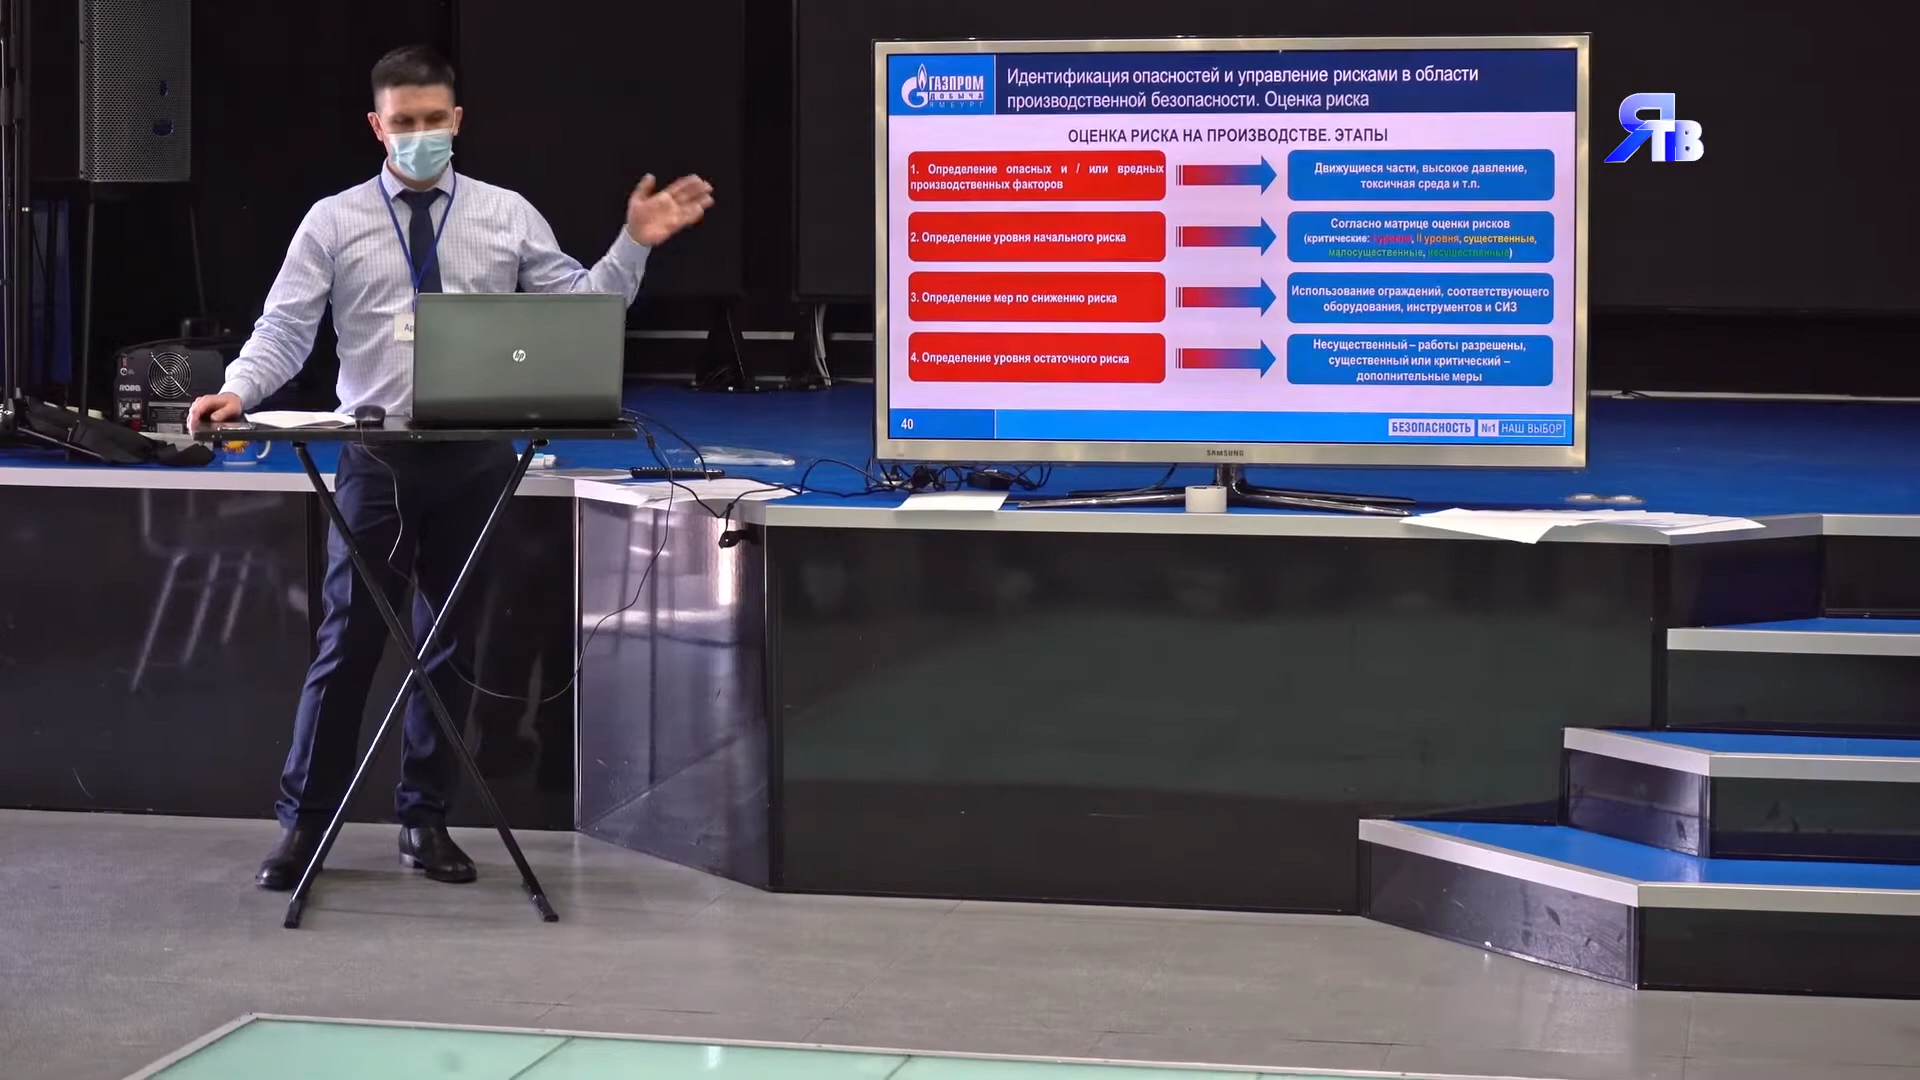 ГАЗПРОМ
ДОБЫЧА
ЯМБУРГ
Идентификация опасностей и управление рисками в области
производственной безопасности. Оценка риска
ОЦЕНКА РИСКА НА ПРОИЗВОДСТВЕ. ЭТАПЫ
1. Определение опасных и / или вредных
производственных факторов
Движущиеся части, высокое давление,
токсичная среда и т.п.
2. Определение уровня начального риска
Согласно матрице оценки рисков
(критические: I уровня, II уровня, существенные,
малосущественные, несущественные)
3. Определение мер по снижению риска
Использование ограждений, соответствующего
оборудования, инструментов и СИЗ
4. Определение уровня остаточного риска
Несущественный – работы разрешены,
существенный или критический –
дополнительные меры
40
БЕЗОПАСНОСТЬ №1 НАШ ВЫБОР
SAMSUNG
ЯТВ
hp
Ар
ROBE